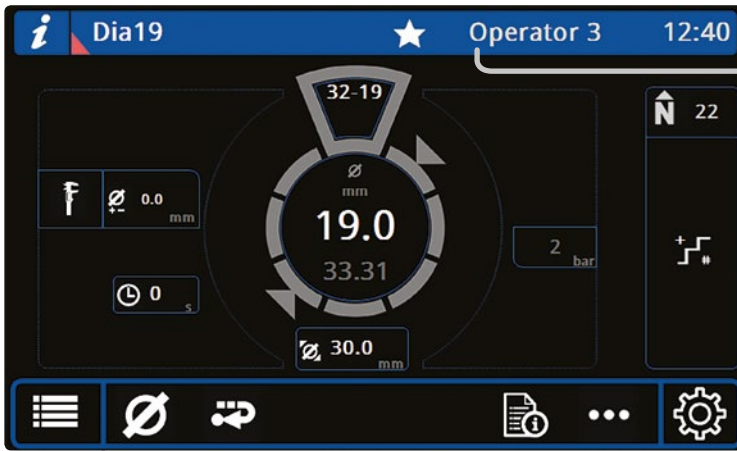 i Dia19 Operator 3 12:40
32-19
N 22
Ø
mm
Ø +- 0.0 mm
19.0
2 bar
33.31
0 s
Ø 30.0 mm